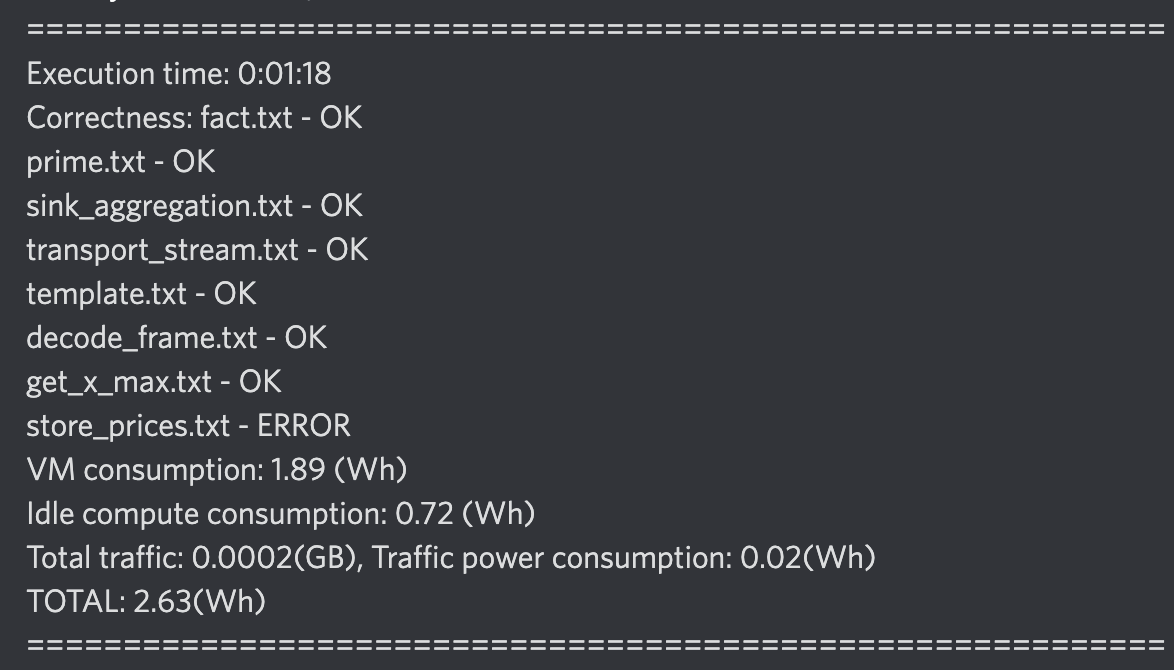 ============================================================
Execution time: 0:01:18
Correctness: fact.txt - OK
prime.txt - OK
sink_aggregation.txt - OK
transport_stream.txt - OK
template.txt - OK
decode_frame.txt - OK
get_x_max.txt - OK
store_prices.txt - ERROR
VM consumption: 1.89 (Wh)
Idle compute consumption: 0.72 (Wh)
Total traffic: 0.0002(GB), Traffic power consumption: 0.02(Wh)
TOTAL: 2.63(Wh)
============================================================